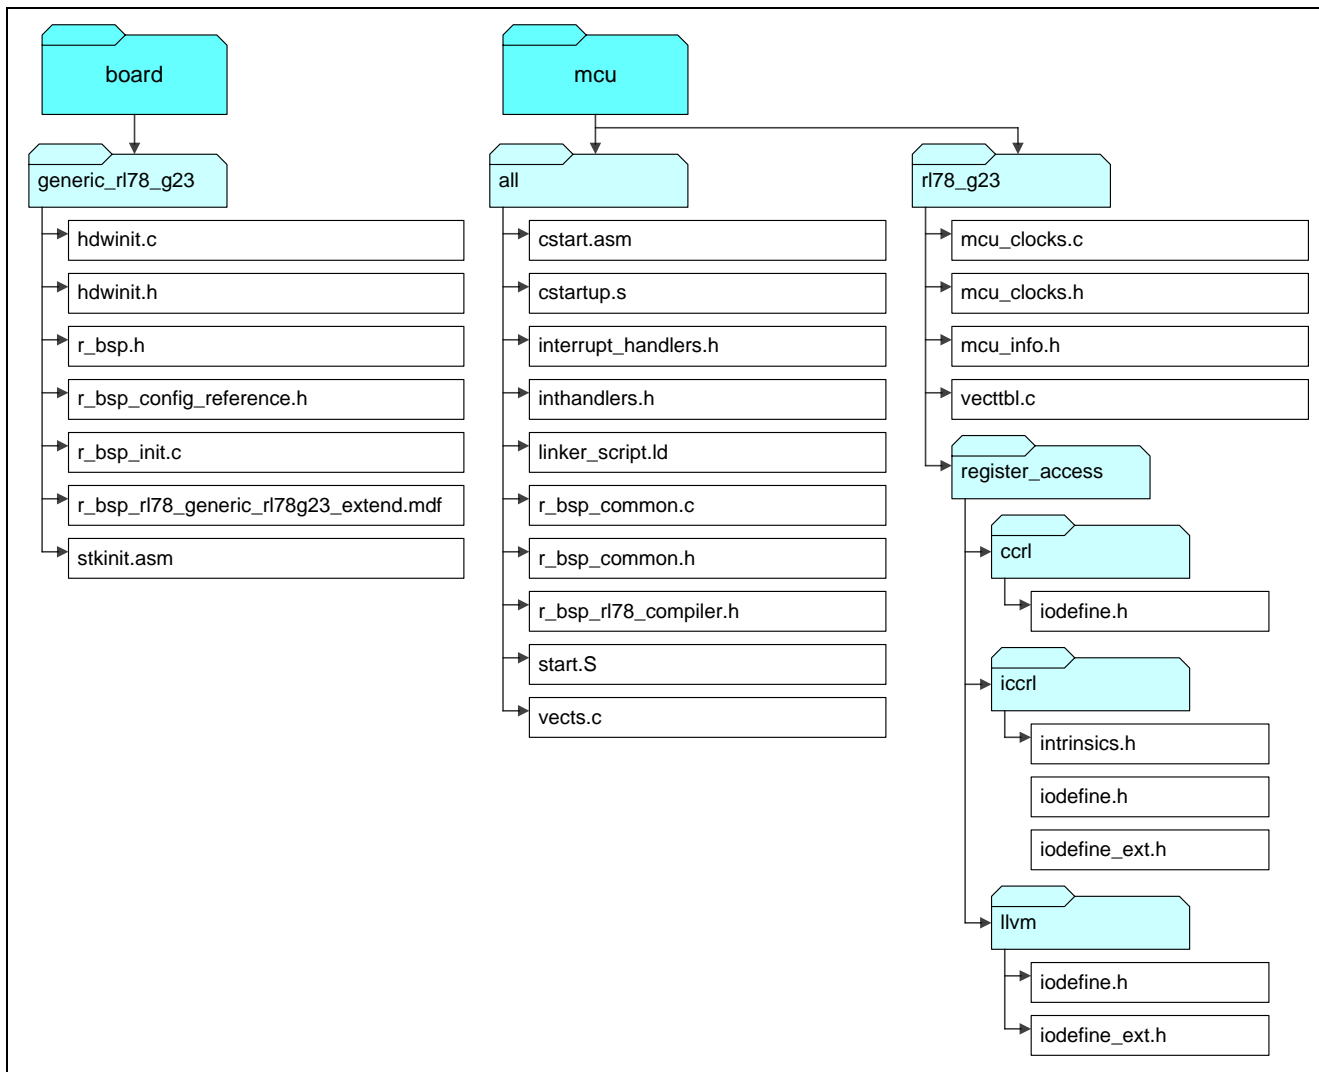 board
generic_rl78_g23
hdwinit.c
hdwinit.h
r_bsp.h
r_bsp_config_reference.h
r_bsp_init.c
r_bsp_rl78_generic_rl78g23_extend.mdf
stkinit.asm
mcu
all
cstart.asm
cstartup.s
interrupt_handlers.h
inthandlers.h
linker_script.ld
r_bsp_common.c
r_bsp_common.h
r_bsp_rl78_compiler.h
start.S
vects.c
rl78_g23
mcu_clocks.c
mcu_clocks.h
mcu_info.h
vecttbl.c
register_access
ccrl
iodefine.h
iccrl
intrinsics.h
iodefine.h
iodefine_ext.h
llvm
iodefine.h
iodefine_ext.h